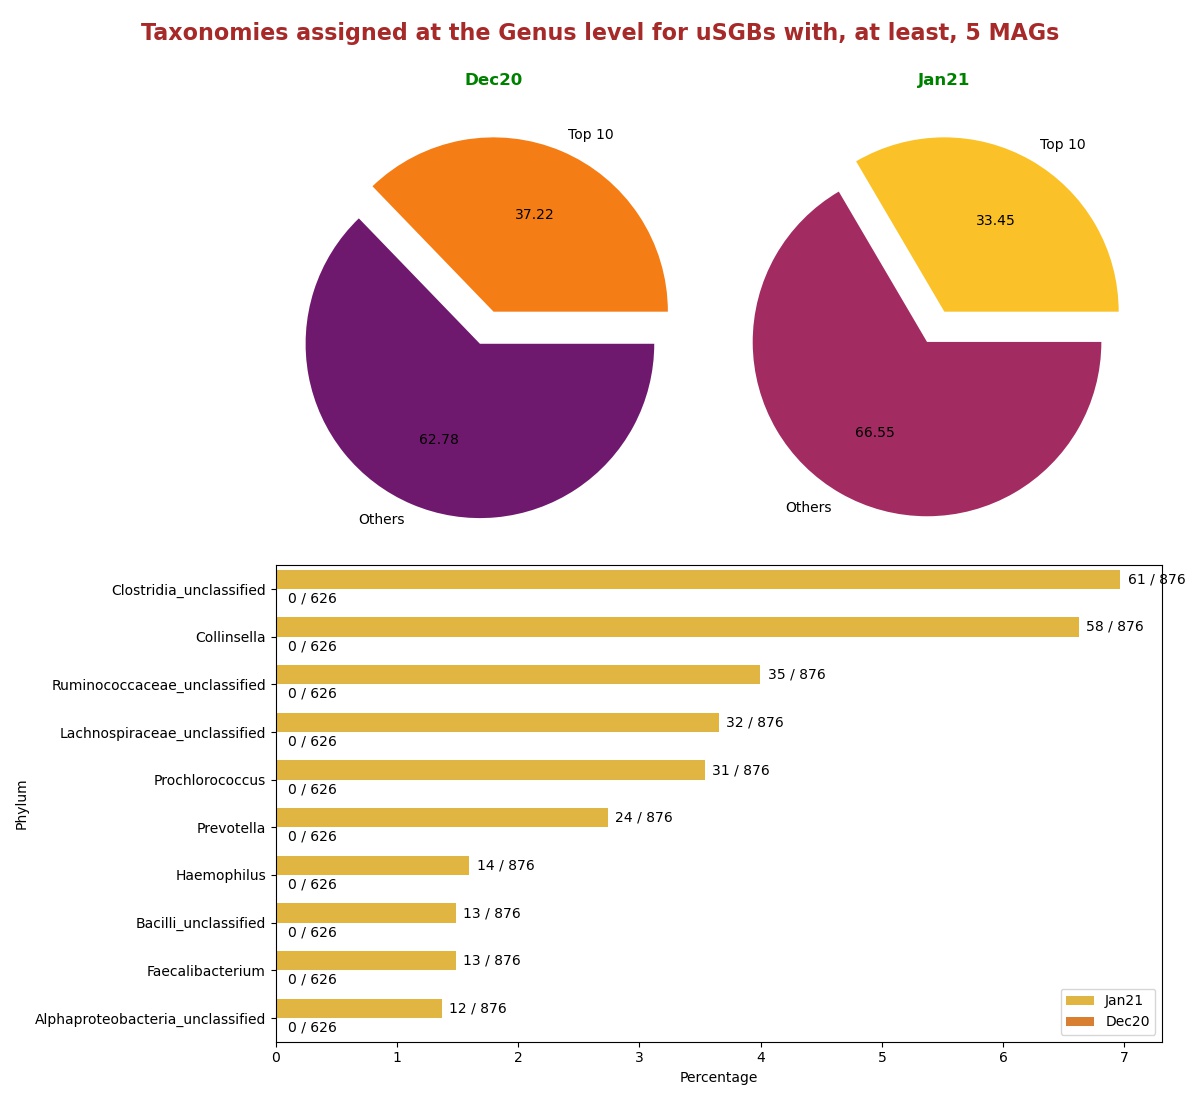 Taxonomies assigned at the Genus level for uSGBs with, at least, 5 MAGs
Dec20
Top 10
37.22
62.78
Others
Jan21
Top 10
33.45
66.55
Others
Phylum
Clostridia_unclassified
61 / 876
0 / 626
Collinsella
58 / 876
0 / 626
Ruminococcaceae_unclassified
35 / 876
0 / 626
Lachnospiraceae_unclassified
32 / 876
0 / 626
Prochlorococcus
31 / 876
0 / 626
Prevotella
24 / 876
0 / 626
Haemophilus
14 / 876
0 / 626
Bacilli_unclassified
13 / 876
0 / 626
Faecalibacterium
13 / 876
0 / 626
Alphaproteobacteria_unclassified
12 / 876
0 / 626
Jan21
Dec20
0 1 2 3 4 5 6 7
Percentage